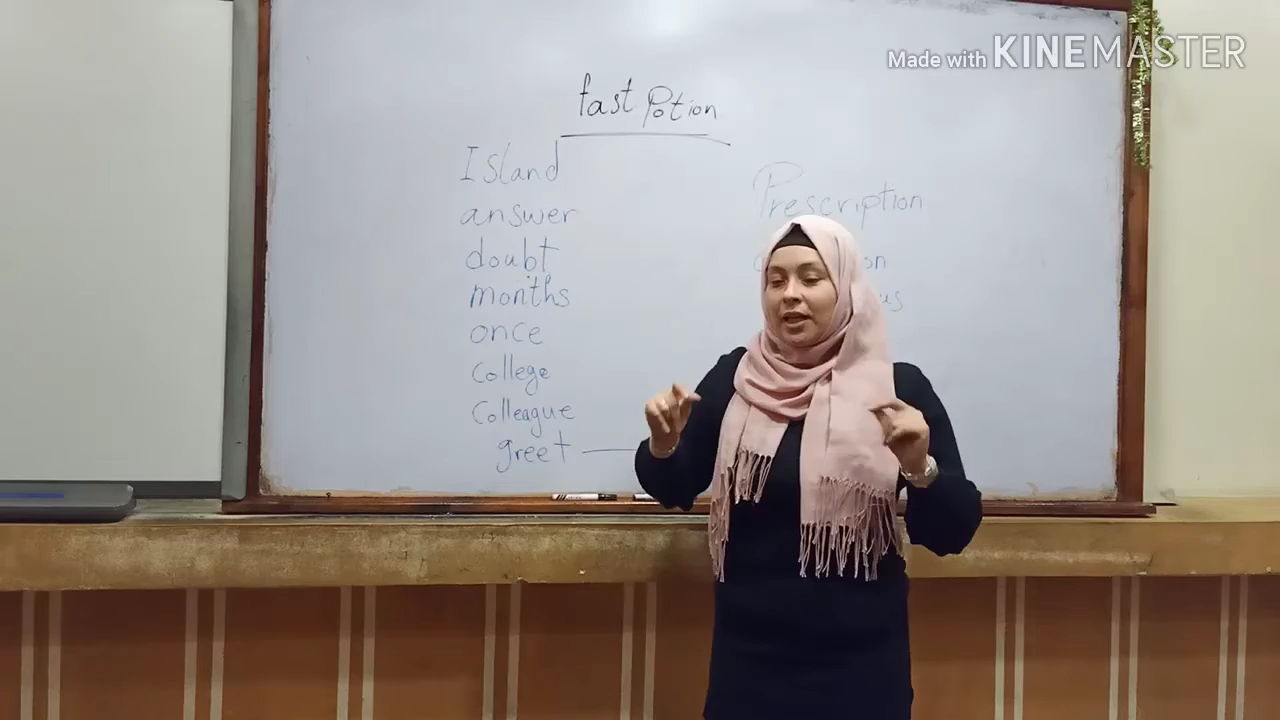 Made with KINEMASTER
fast Potion
Island
answer
doubt
months
once
College
Colleague
greet
Prescription